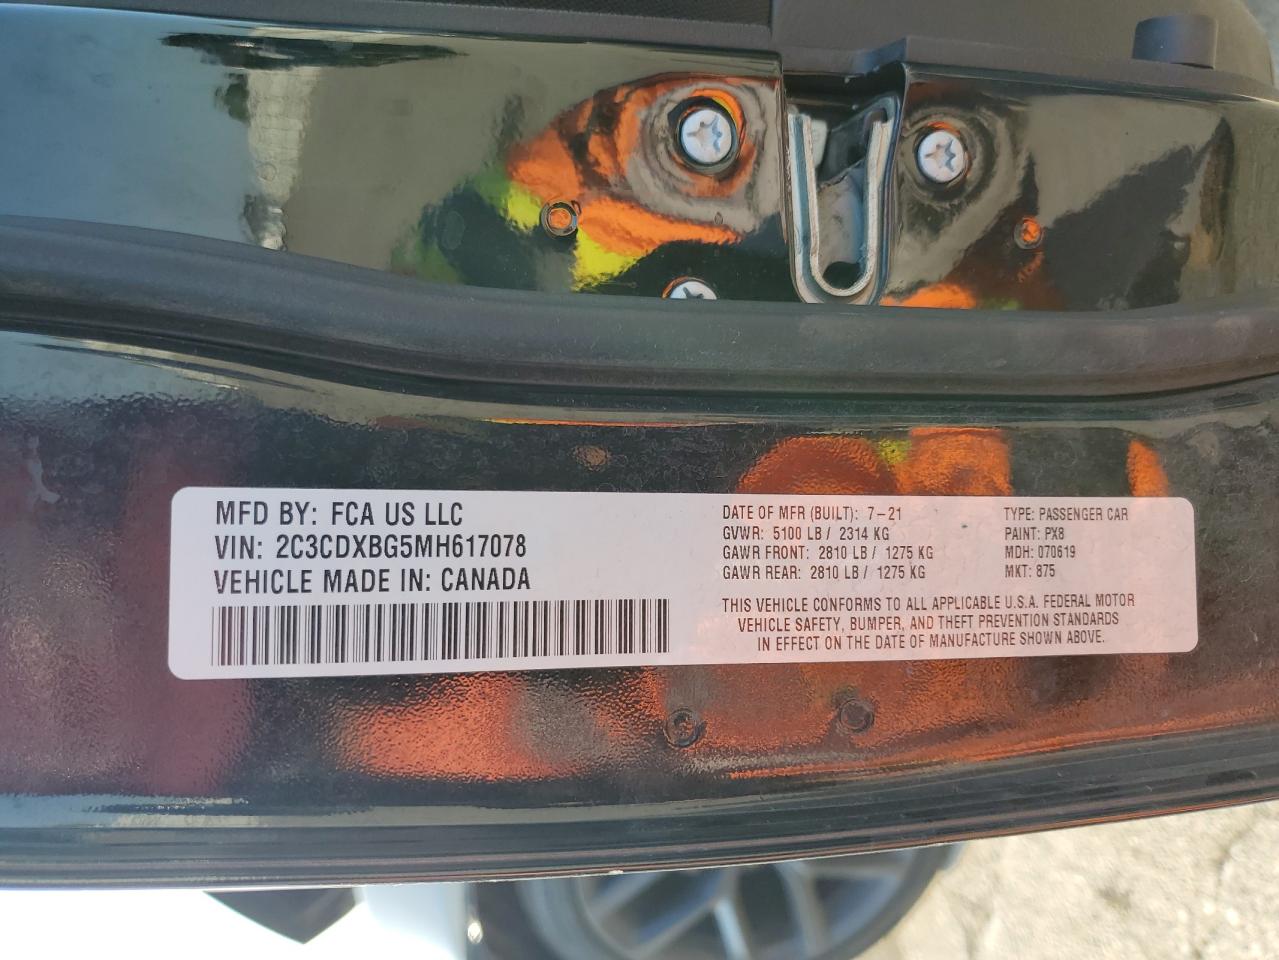 MFD BY: FCA US LLC
VIN: 2C3CDXBG5MH617078
VEHICLE MADE IN: CANADA
DATE OF MFR (BUILT): 7-21
GVWR: 5100 LB / 2314 KG
GAWR FRONT: 2810 LB / 1275 KG
GAWR REAR: 2810 LB / 1275 KG
TYPE: PASSENGER CAR
PAINT: PX8
MDH: 070619
MKT: 875
THIS VEHICLE CONFORMS TO ALL APPLICABLE U.S.A. FEDERAL MOTOR
VEHICLE SAFETY, BUMPER, AND THEFT PREVENTION STANDARDS
IN EFFECT ON THE DATE OF MANUFACTURE SHOWN ABOVE.